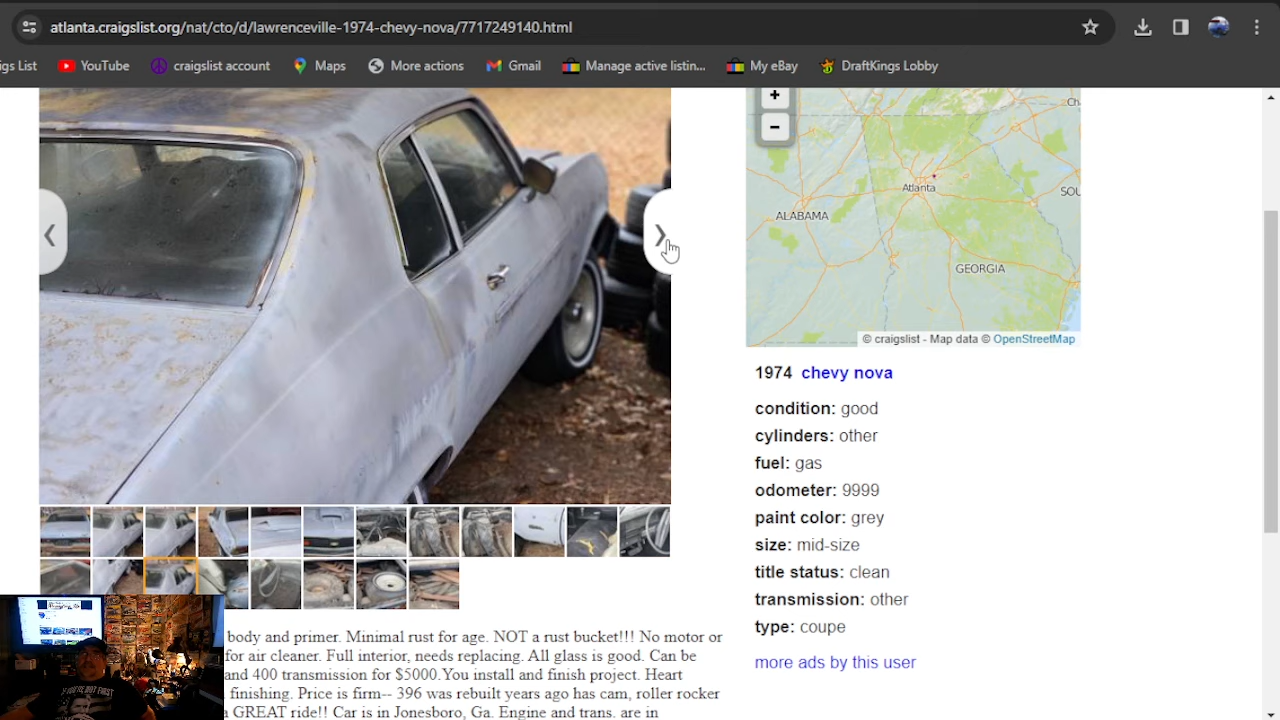 atlanta.craigslist.org/nat/cto/d/lawrenceville-1974-chevy-nova/7717249140.html
gs List YouTube craigslist account Maps More actions Gmail Manage active listin... My eBay DraftKings Lobby
+
−
Atlanta
ALABAMA
GEORGIA
© craigslist - Map data © OpenStreetMap
1974 chevy nova
condition: good
cylinders: other
fuel: gas
odometer: 9999
paint color: grey
size: mid-size
title status: clean
transmission: other
type: coupe
more ads by this user
body and primer. Minimal rust for age. NOT a rust bucket!!! No motor or
for air cleaner. Full interior, needs replacing. All glass is good. Can be
and 400 transmission for $5000.You install and finish project. Heart
finishing. Price is firm-- 396 was rebuilt years ago has cam, roller rocker
a GREAT ride!! Car is in Jonesboro, Ga. Engine and trans. are in